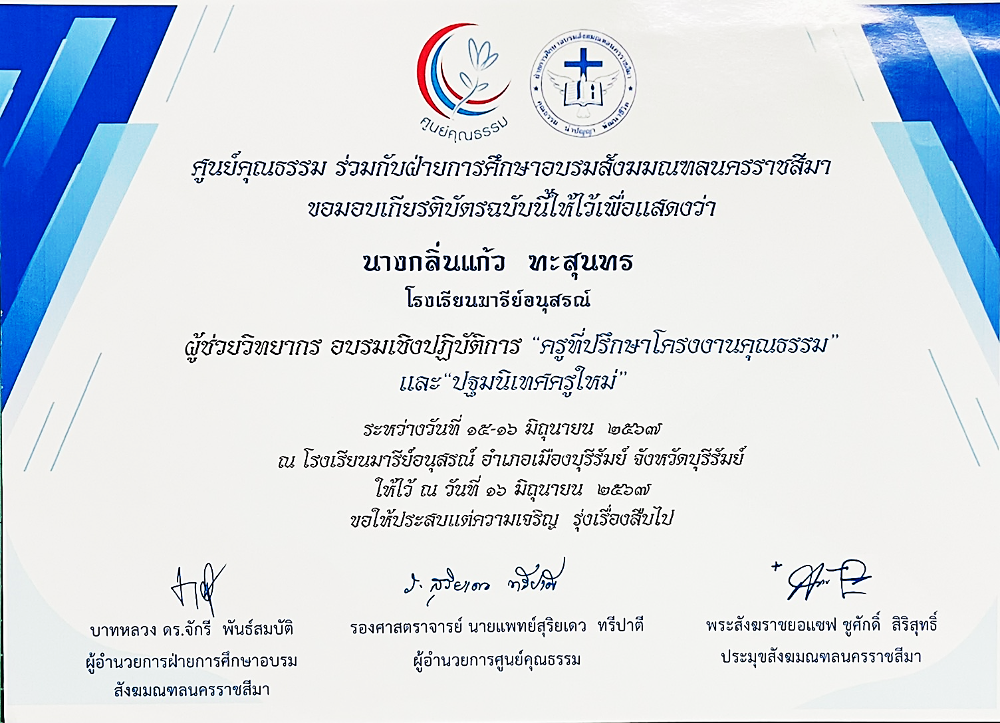 ศูนย์คุณธรรม
ฝ่ายการศึกษาอบรมสังฆมณฑลนครราชสีมา
คุณธรรม นำปัญญา พัฒนาชีวิต
ศูนย์คุณธรรม ร่วมกับฝ่ายการศึกษาอบรมสังฆมณฑลนครราชสีมา
ขอมอบเกียรติบัตรฉบับนี้ให้ไว้เพื่อแสดงว่า
นางกลิ่นแก้ว ทะสุนทร
โรงเรียนมารีย์อนุสรณ์
ผู้ช่วยวิทยากร อบรมเชิงปฏิบัติการ “ครูที่ปรึกษาโครงงานคุณธรรม”
และ“ปฐมนิเทศครูใหม่”
ระหว่างวันที่ ๑๕-๑๖ มิถุนายน ๒๕๖๗
ณ โรงเรียนมารีย์อนุสรณ์ อำเภอเมืองบุรีรัมย์ จังหวัดบุรีรัมย์
ให้ไว้ ณ วันที่ ๑๖ มิถุนายน ๒๕๖๗
ขอให้ประสบแต่ความเจริญ รุ่งเรื่องสืบไป
บาทหลวง ดร.จักรี พันธ์สมบัติ
ผู้อำนวยการฝ่ายการศึกษาอบรม
สังฆมณฑลนครราชสีมา
รองศาสตราจารย์ นายแพทย์สุริยเดว ทรีปาตี
ผู้อำนวยการศูนย์คุณธรรม
พระสังฆราชยอแซฟ ชูศักดิ์ สิริสุทธิ์
ประมุขสังฆมณฑลนครราชสีมา